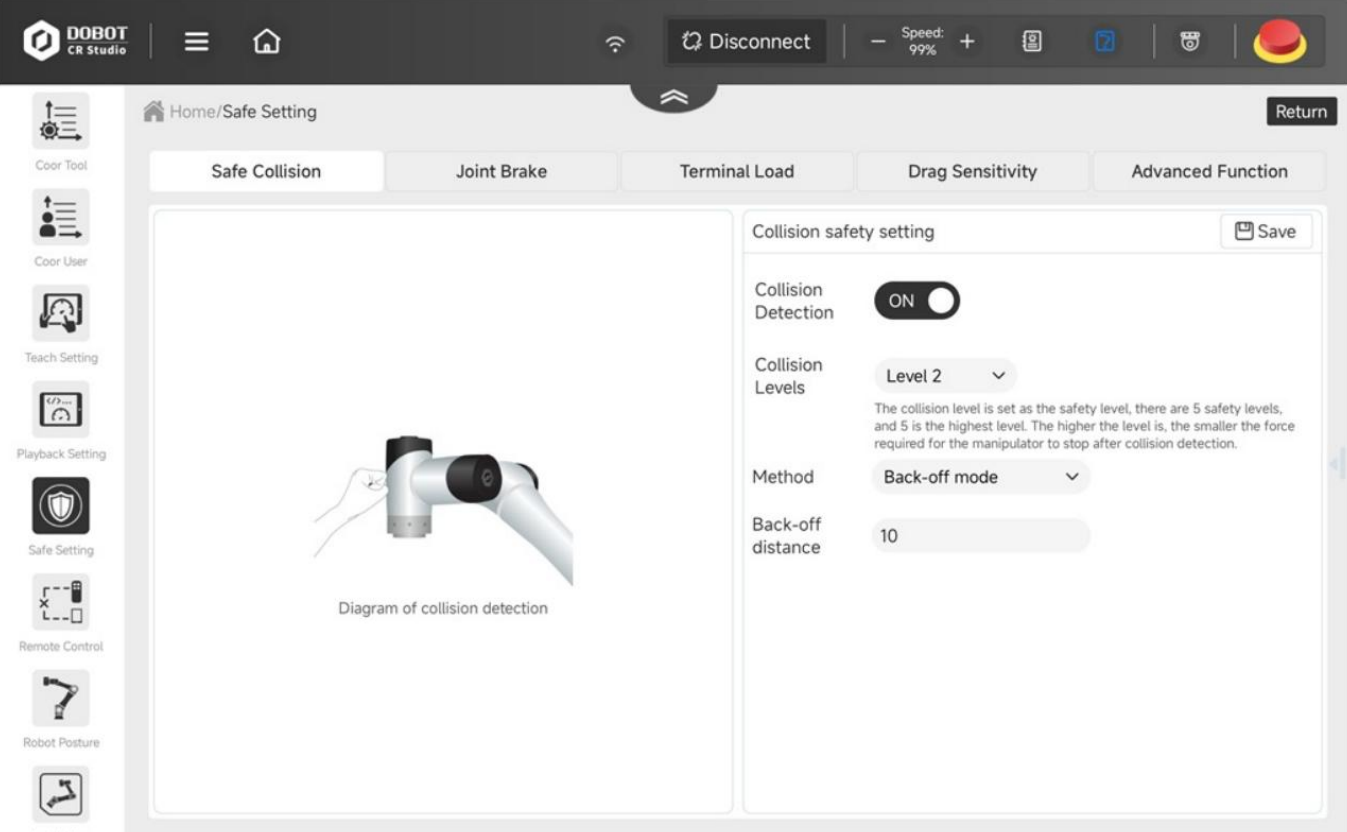 DOBOT
CR Studio
Disconnect
Speed:
99%
Home/Safe Setting
Return
Coor Tool
Coor User
Teach Setting
</>...
Playback Setting
Safe Setting
Remote Control
Robot Posture
Safe Collision
Joint Brake
Terminal Load
Drag Sensitivity
Advanced Function
Diagram of collision detection
Collision safety setting
Save
Collision
Detection
ON
Collision
Levels
Level 2
The collision level is set as the safety level, there are 5 safety levels,
and 5 is the highest level. The higher the level is, the smaller the force
required for the manipulator to stop after collision detection.
Method
Back-off mode
Back-off
distance
10